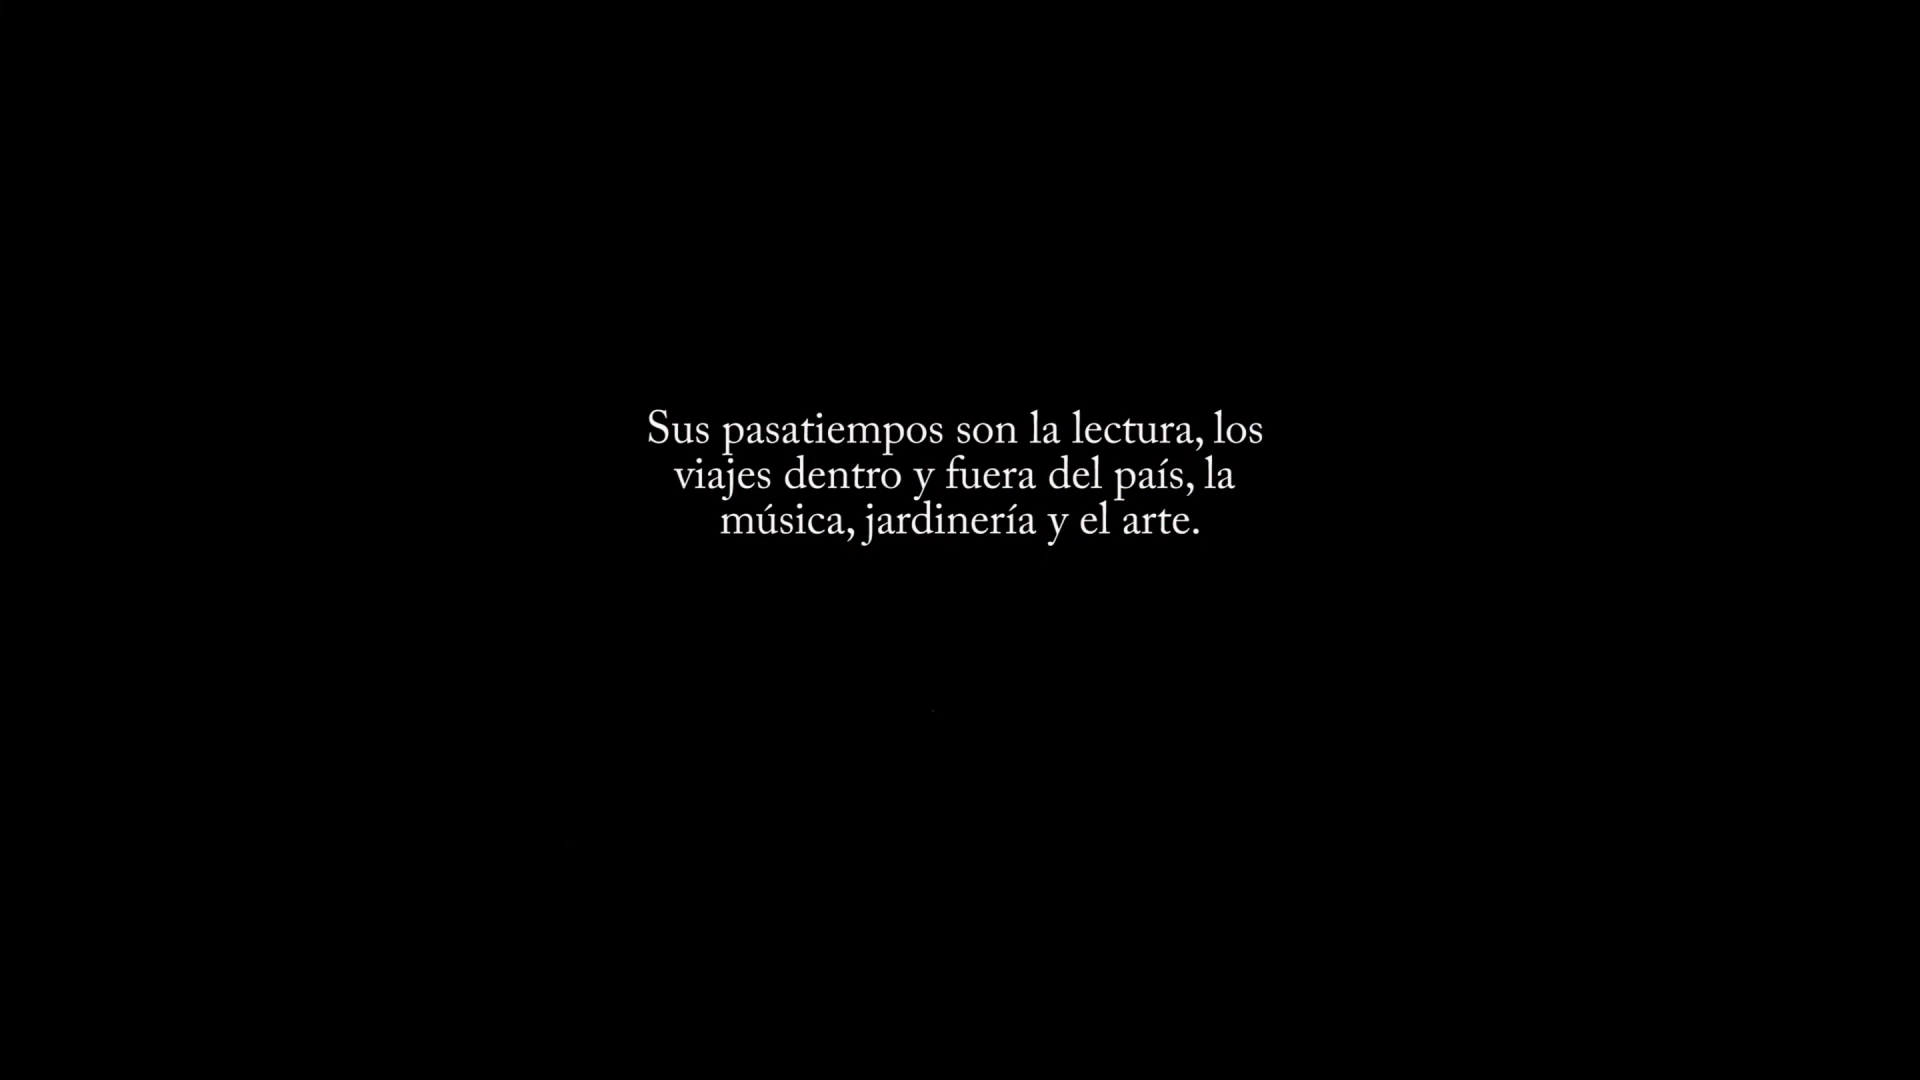 Sus pasatiempos son la lectura, los
viajes dentro y fuera del país, la
música, jardinería y el arte.